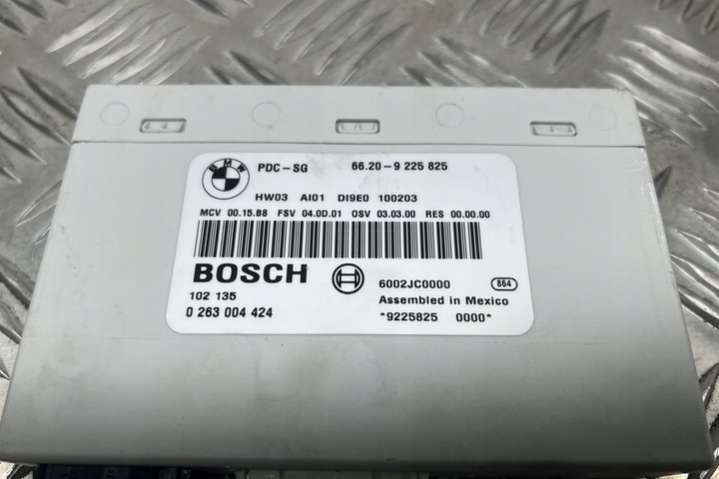 BMW PDC-SG 66.20-9 225 825
HW03 AI01 DI9E0 100203
MCV 00.15.B8 FSV 04.0D.01 OSV 03.03.00 RES 00.00.00
BOSCH 6002JC0000 864
102 135 Assembled in Mexico
0 263 004 424 *9225825 0000*